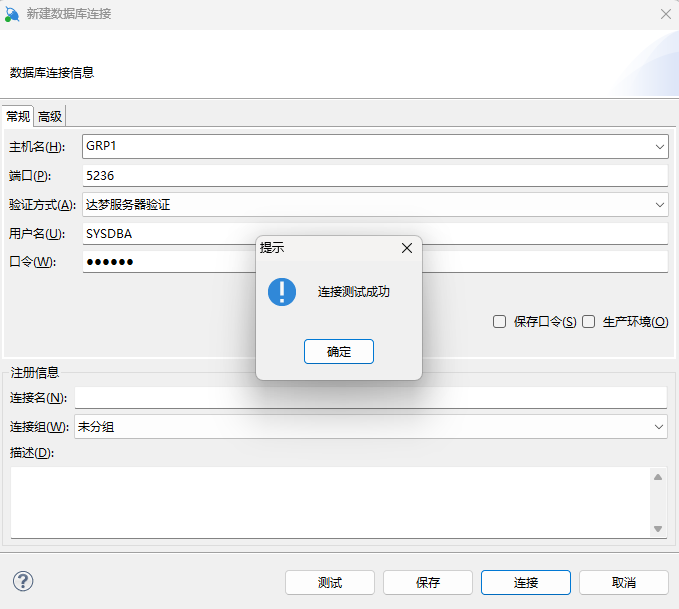 新建数据库连接
数据库连接信息
常规 高级
主机名(H): GRP1
端口(P): 5236
验证方式(A): 达梦服务器验证
用户名(U): SYSDBA
口令(W): ●●●●●●
提示
连接测试成功
确定
保存口令(S) 生产环境(O)
注册信息
连接名(N):
连接组(W): 未分组
描述(D):
? 测试 保存 连接 取消